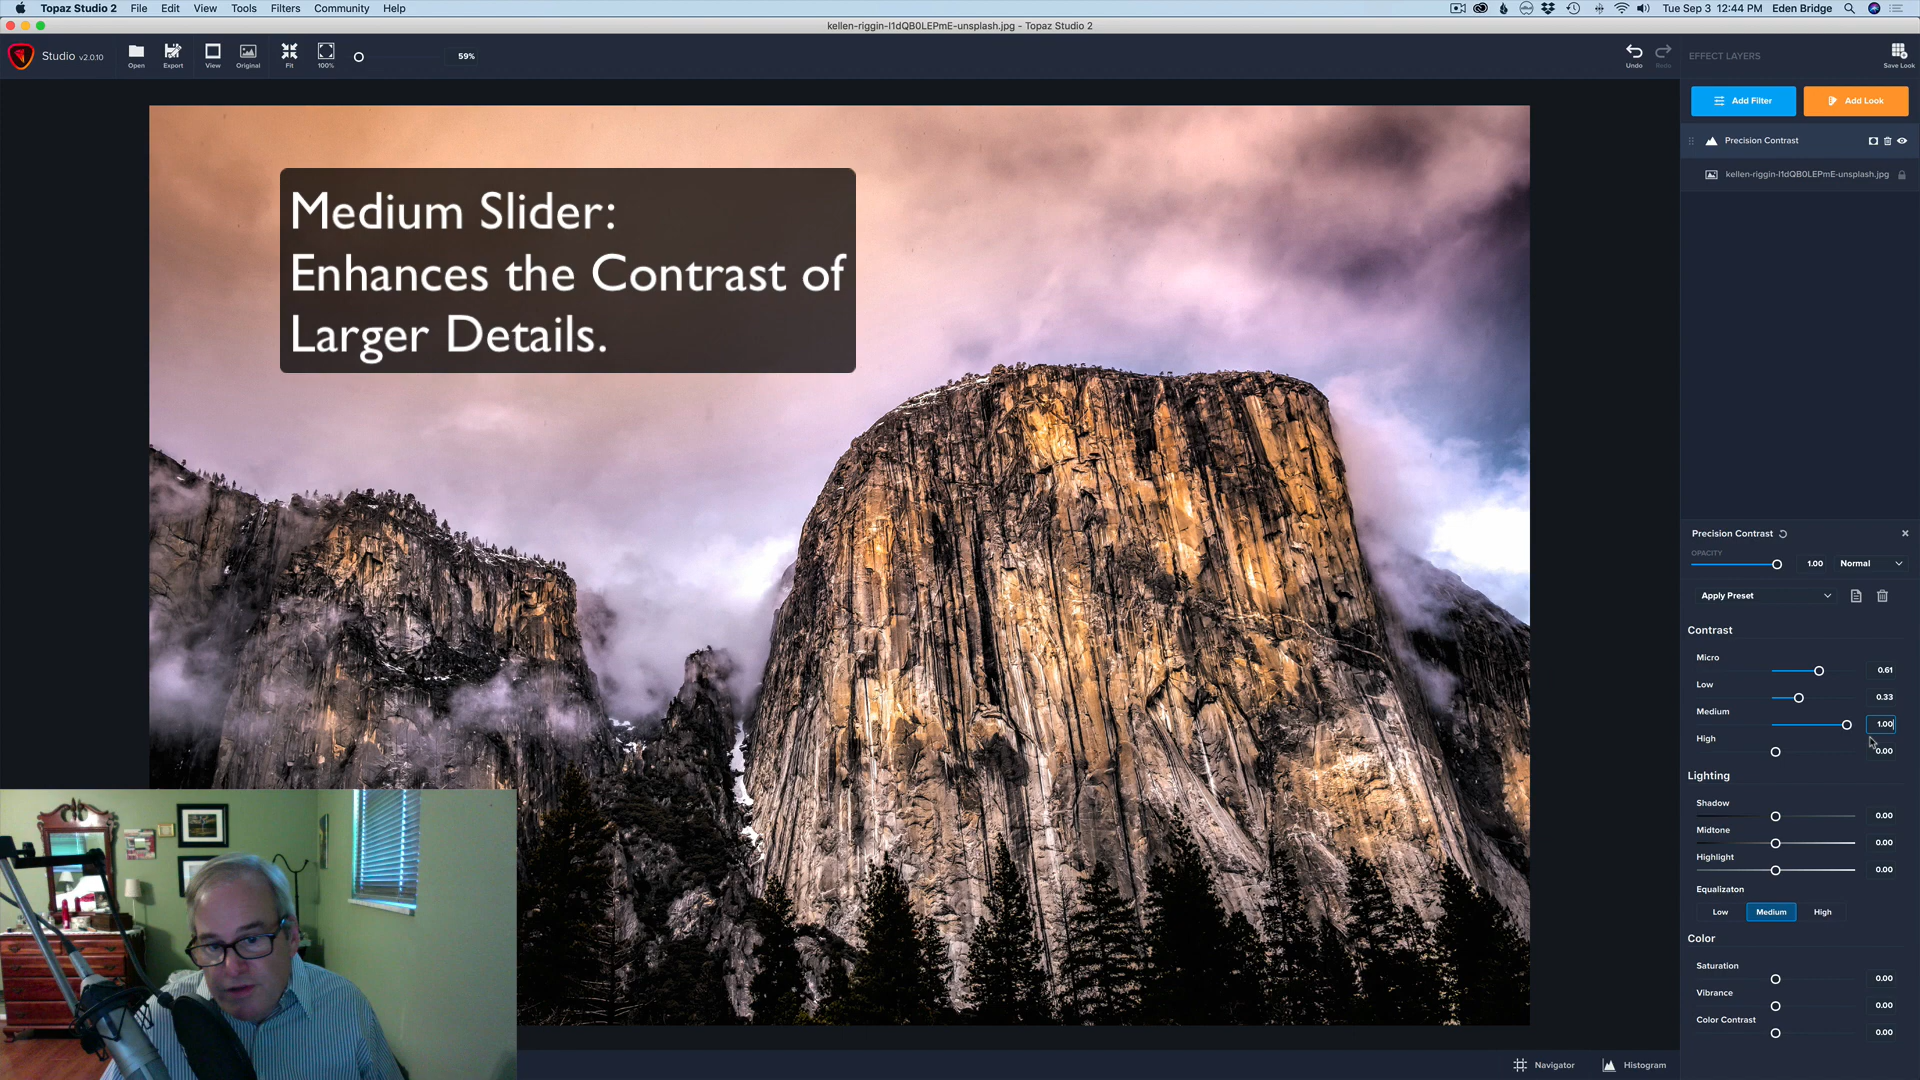 Topaz Studio 2 File Edit View Tools Filters Community Help
Tue Sep 3 12:44 PM Eden Bridge
kellen-riggin-I1dQB0LEPmE-unsplash.jpg - Topaz Studio 2
Studio v2.0.10
Open Export View Original Fit 100% 59%
Undo Redo
EFFECT LAYERS
Save Look
Add Filter Add Look
Precision Contrast
kellen-riggin-I1dQB0LEPmE-unsplash.jpg
Medium Slider:
Enhances the Contrast of
Larger Details.
Precision Contrast
OPACITY
1.00 Normal
Apply Preset
Contrast
Micro
0.61
Low
0.33
Medium
1.00
High
0.00
Lighting
Shadow
0.00
Midtone
0.00
Highlight
0.00
Equalizaton
Low Medium High
Color
Saturation
0.00
Vibrance
0.00
Color Contrast
0.00
Navigator Histogram